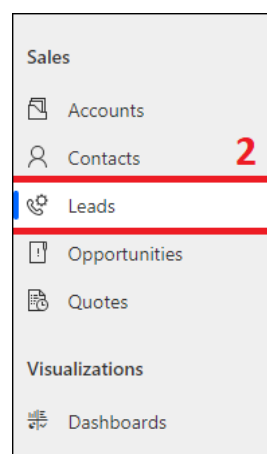 Sales
Accounts
Contacts
2
Leads
Opportunities
Quotes
Visualizations
Dashboards